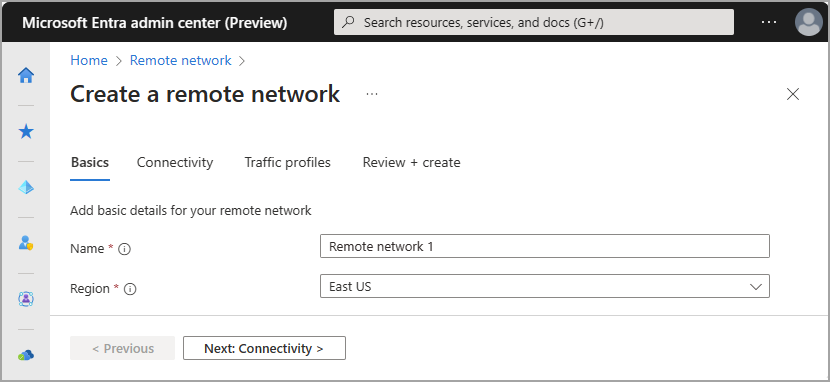 Microsoft Entra admin center (Preview)
Search resources, services, and docs (G+/)
...
Home > Remote network >
Create a remote network ...
Basics Connectivity Traffic profiles Review + create
Add basic details for your remote network
Name *
Remote network 1
Region *
East US
< Previous Next: Connectivity >